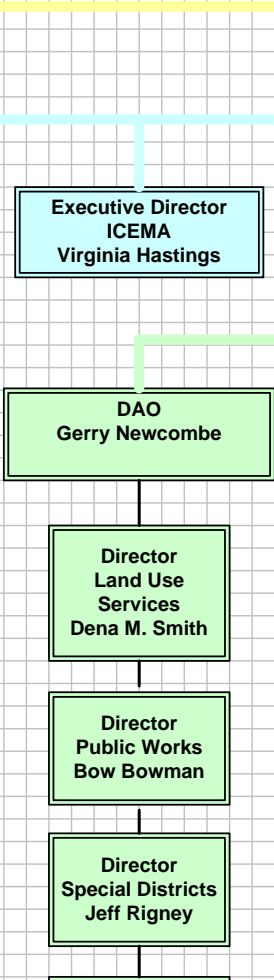 Executive Director
ICEMA
Virginia Hastings
DAO
Gerry Newcombe
Director
Land Use
Services
Dena M. Smith
Director
Public Works
Bow Bowman
Director
Special Districts
Jeff Rigney